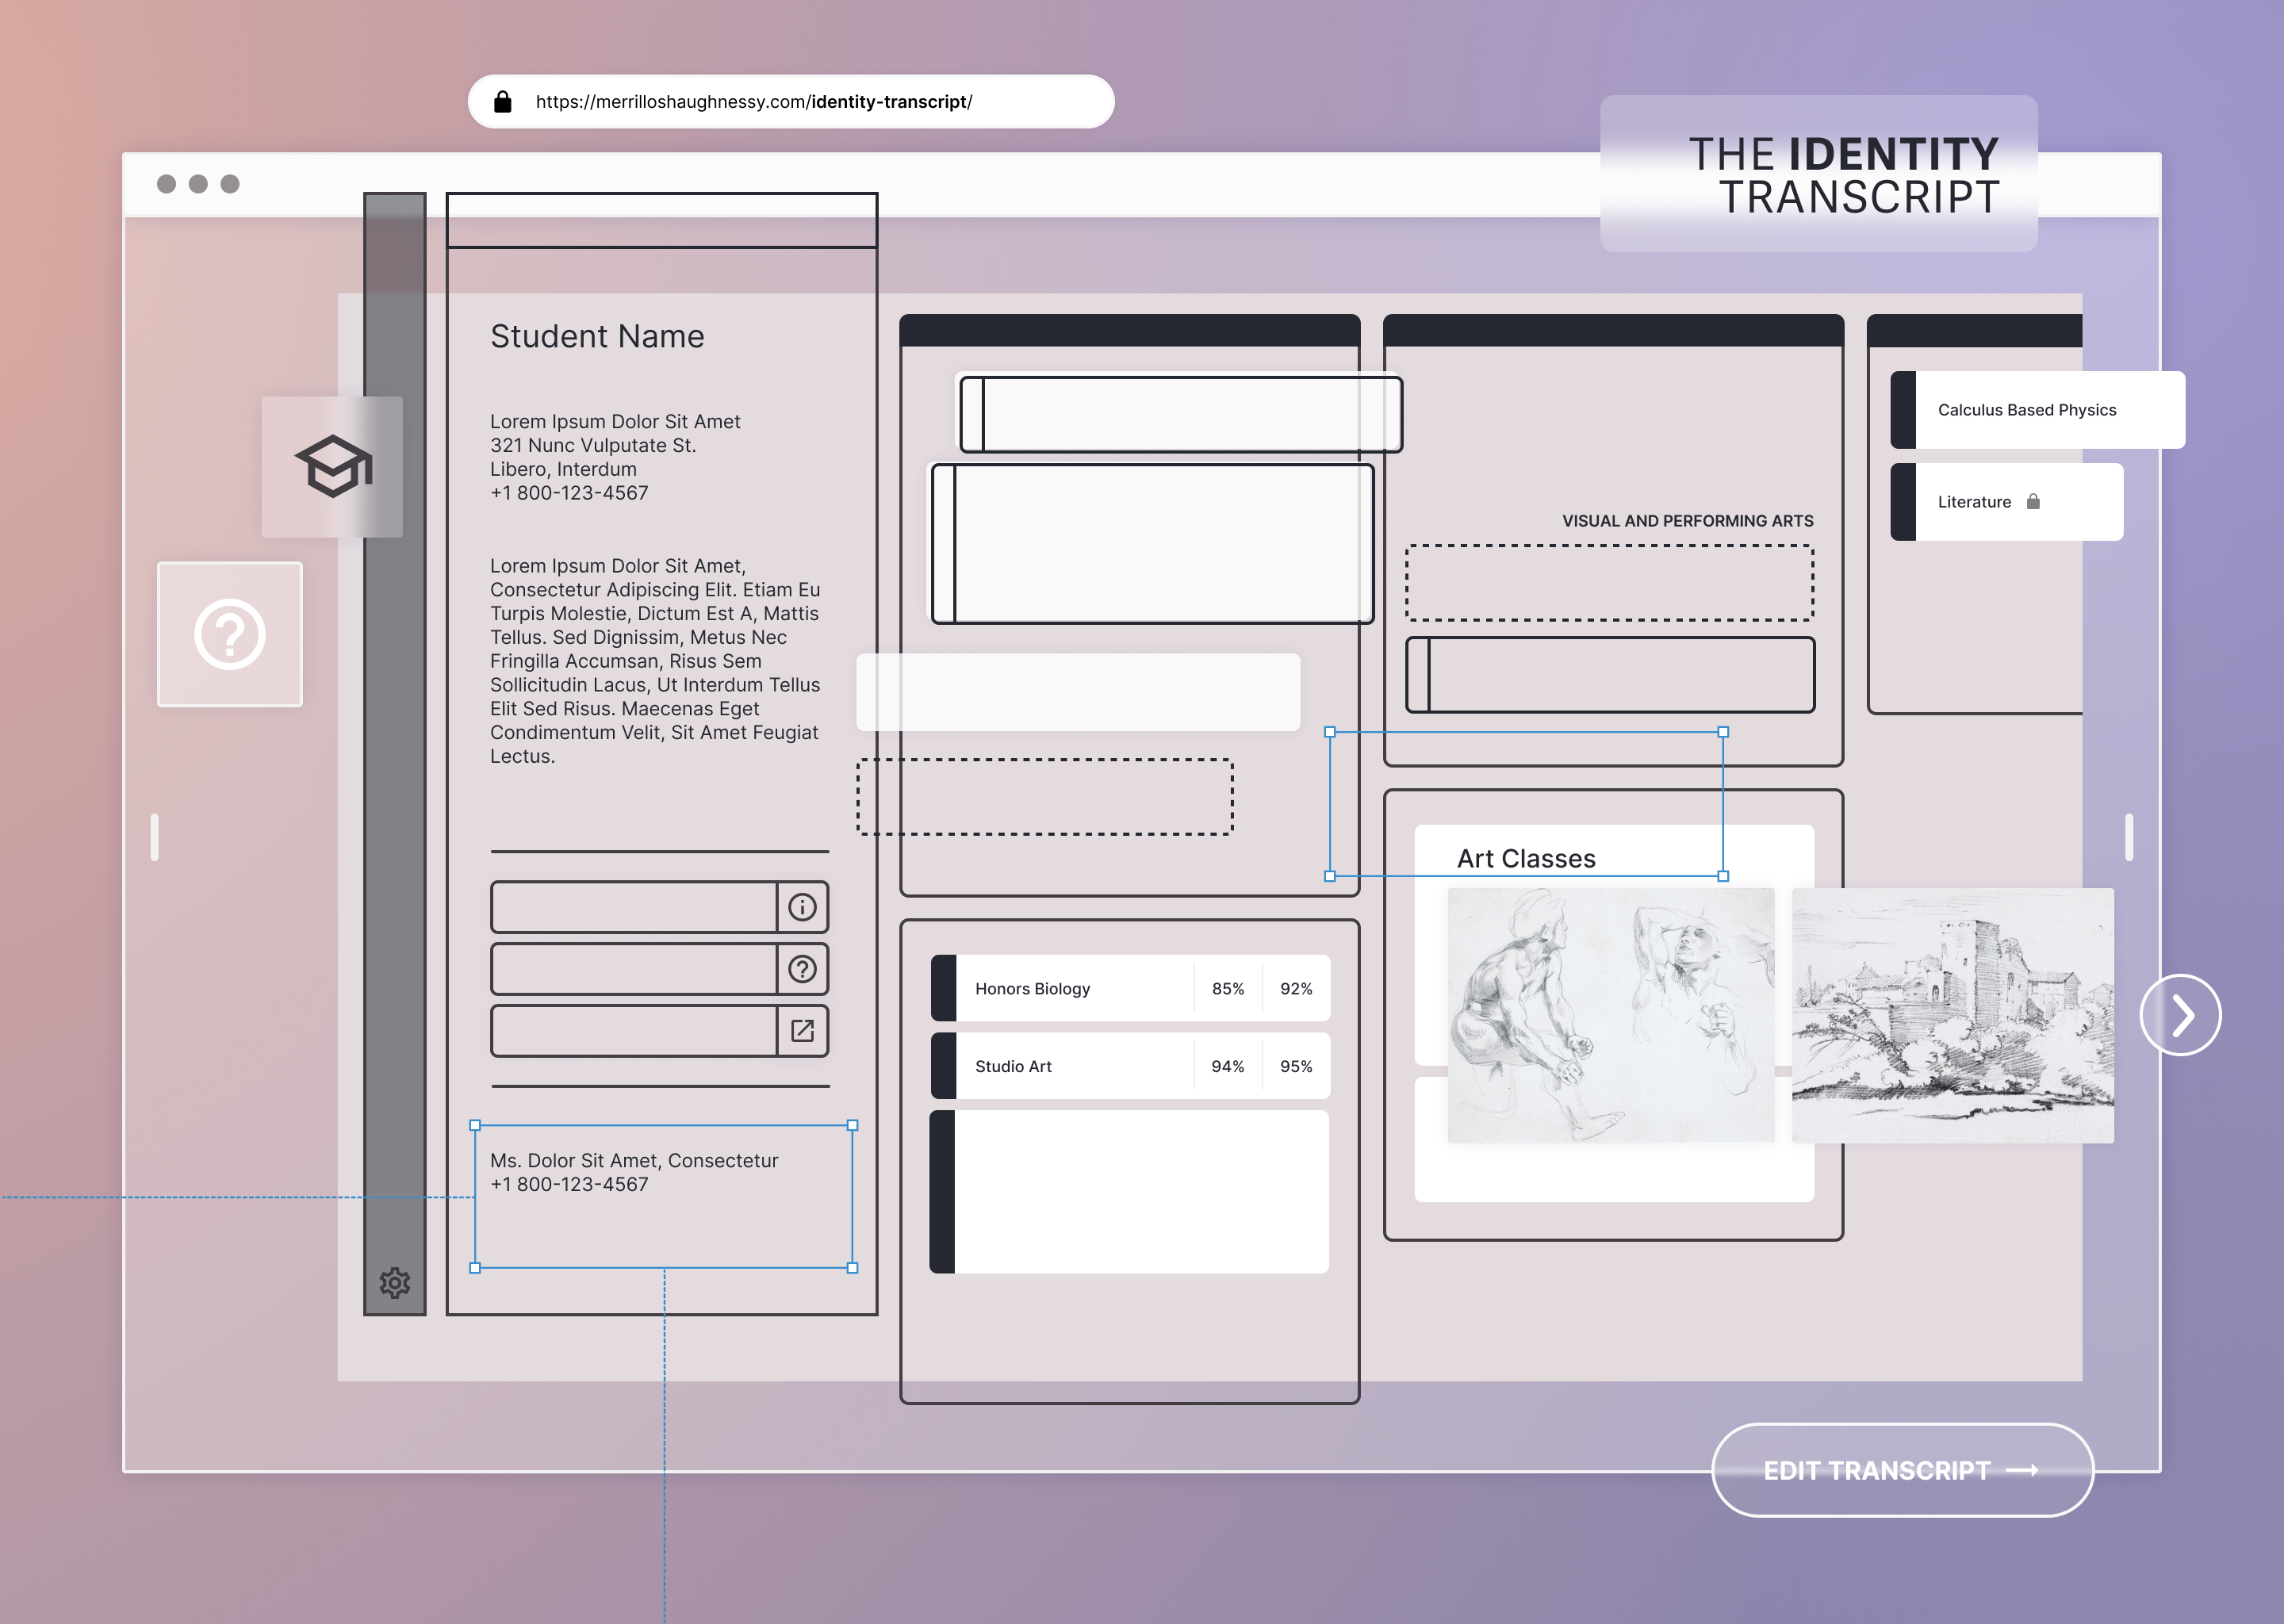 https://merrilloshaughnessy.com/identity-transcript/
THE IDENTITY
TRANSCRIPT
Student Name
Lorem Ipsum Dolor Sit Amet
321 Nunc Vulputate St.
Libero, Interdum
+1 800-123-4567
Lorem Ipsum Dolor Sit Amet,
Consectetur Adipiscing Elit. Etiam Eu
Turpis Molestie, Dictum Est A, Mattis
Tellus. Sed Dignissim, Metus Nec
Fringilla Accumsan, Risus Sem
Sollicitudin Lacus, Ut Interdum Tellus
Elit Sed Risus. Maecenas Eget
Condimentum Velit, Sit Amet Feugiat
Lectus.
Ms. Dolor Sit Amet, Consectetur
+1 800-123-4567
Honors Biology 85% 92%
Studio Art 94% 95%
VISUAL AND PERFORMING ARTS
Art Classes
Calculus Based Physics
Literature
EDIT TRANSCRIPT →